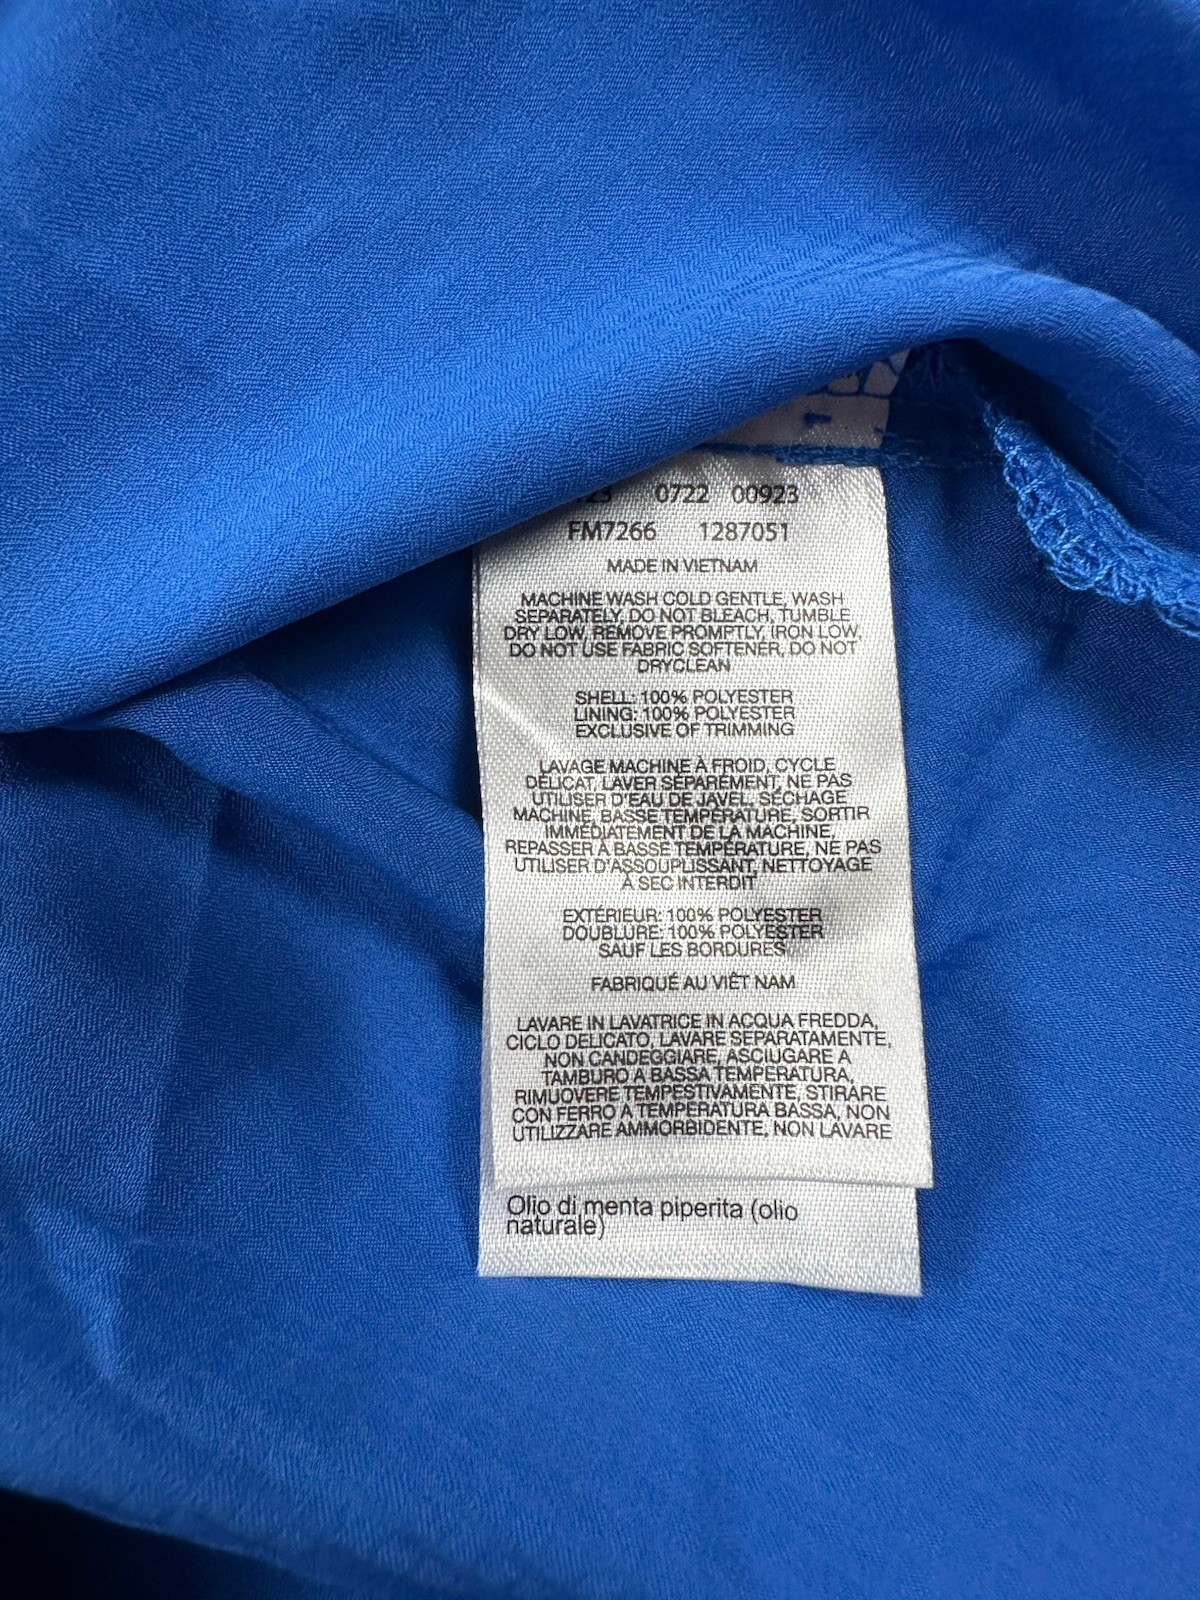 0722 00923
FM7266 1287051
MADE IN VIETNAM
MACHINE WASH COLD GENTLE, WASH
SEPARATELY, DO NOT BLEACH, TUMBLE
DRY LOW, REMOVE PROMPTLY, IRON LOW,
DO NOT USE FABRIC SOFTENER, DO NOT
DRYCLEAN
SHELL: 100% POLYESTER
LINING: 100% POLYESTER
EXCLUSIVE OF TRIMMING
LAVAGE MACHINE À FROID, CYCLE
DÉLICAT, LAVER SÉPARÉMENT, NE PAS
UTILISER D'EAU DE JAVEL, SÉCHAGE
MACHINE, BASSE TEMPÉRATURE, SORTIR
IMMÉDIATEMENT DE LA MACHINE,
REPASSER À BASSE TEMPÉRATURE, NE PAS
UTILISER D'ASSOUPLISSANT, NETTOYAGE
À SEC INTERDIT
EXTÉRIEUR: 100% POLYESTER
DOUBLURE: 100% POLYESTER
SAUF LES BORDURES
FABRIQUÉ AU VIÊT NAM
LAVARE IN LAVATRICE IN ACQUA FREDDA,
CICLO DELICATO, LAVARE SEPARATAMENTE,
NON CANDEGGIARE, ASCIUGARE A
TAMBURO A BASSA TEMPERATURA,
RIMUOVERE TEMPESTIVAMENTE, STIRARE
CON FERRO A TEMPERATURA BASSA, NON
UTILIZZARE AMMORBIDENTE, NON LAVARE
Olio di menta piperita (olio
naturale)